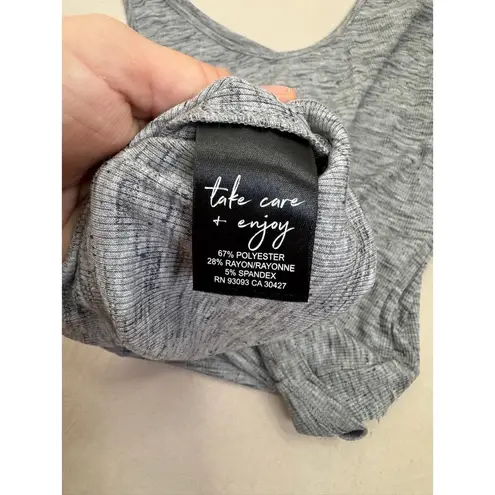 take care
+ enjoy
67% POLYESTER
28% RAYON/RAYONNE
5% SPANDEX
RN 93093 CA 30427